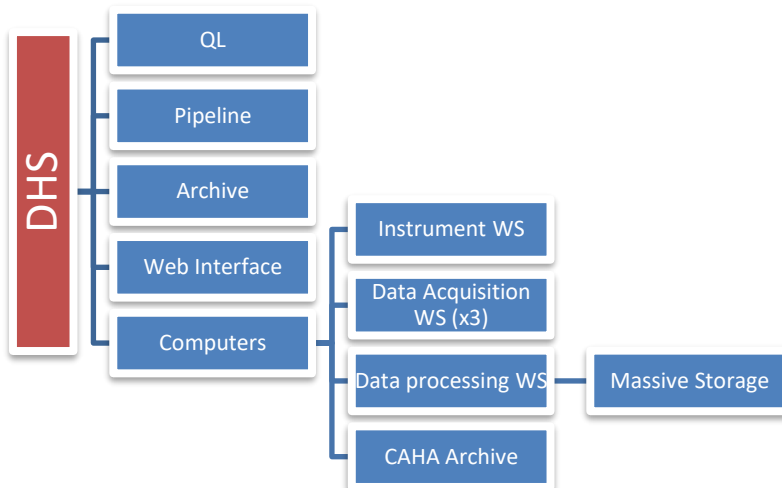 DHS
QL
Pipeline
Archive
Web Interface
Computers
Instrument WS
Data Acquisition
WS (x3)
Data processing WS
CAHA Archive
Massive Storage